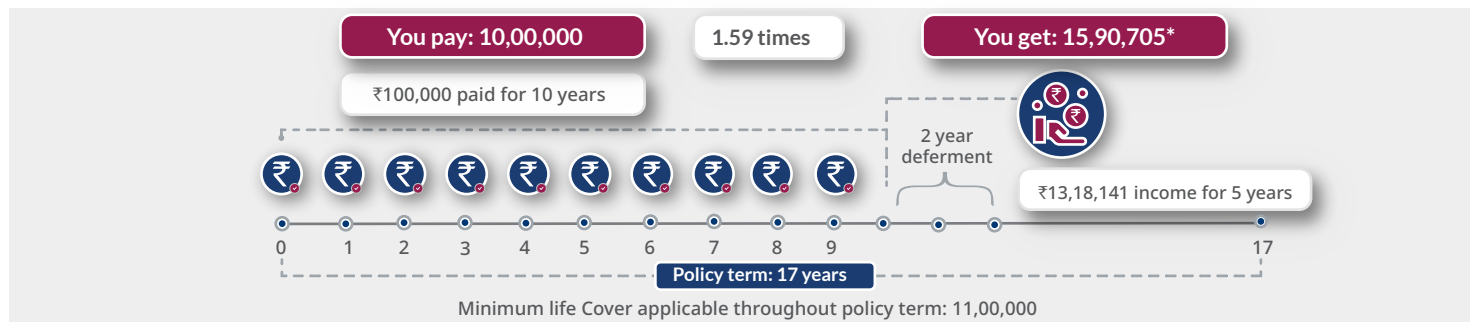 You pay: 10,00,000
1.59 times
You get: 15,90,705*
₹100,000 paid for 10 years
2 year
deferment
₹13,18,141 income for 5 years
0 1 2 3 4 5 6 7 8 9 17
Policy term: 17 years
Minimum life Cover applicable throughout policy term: 11,00,000